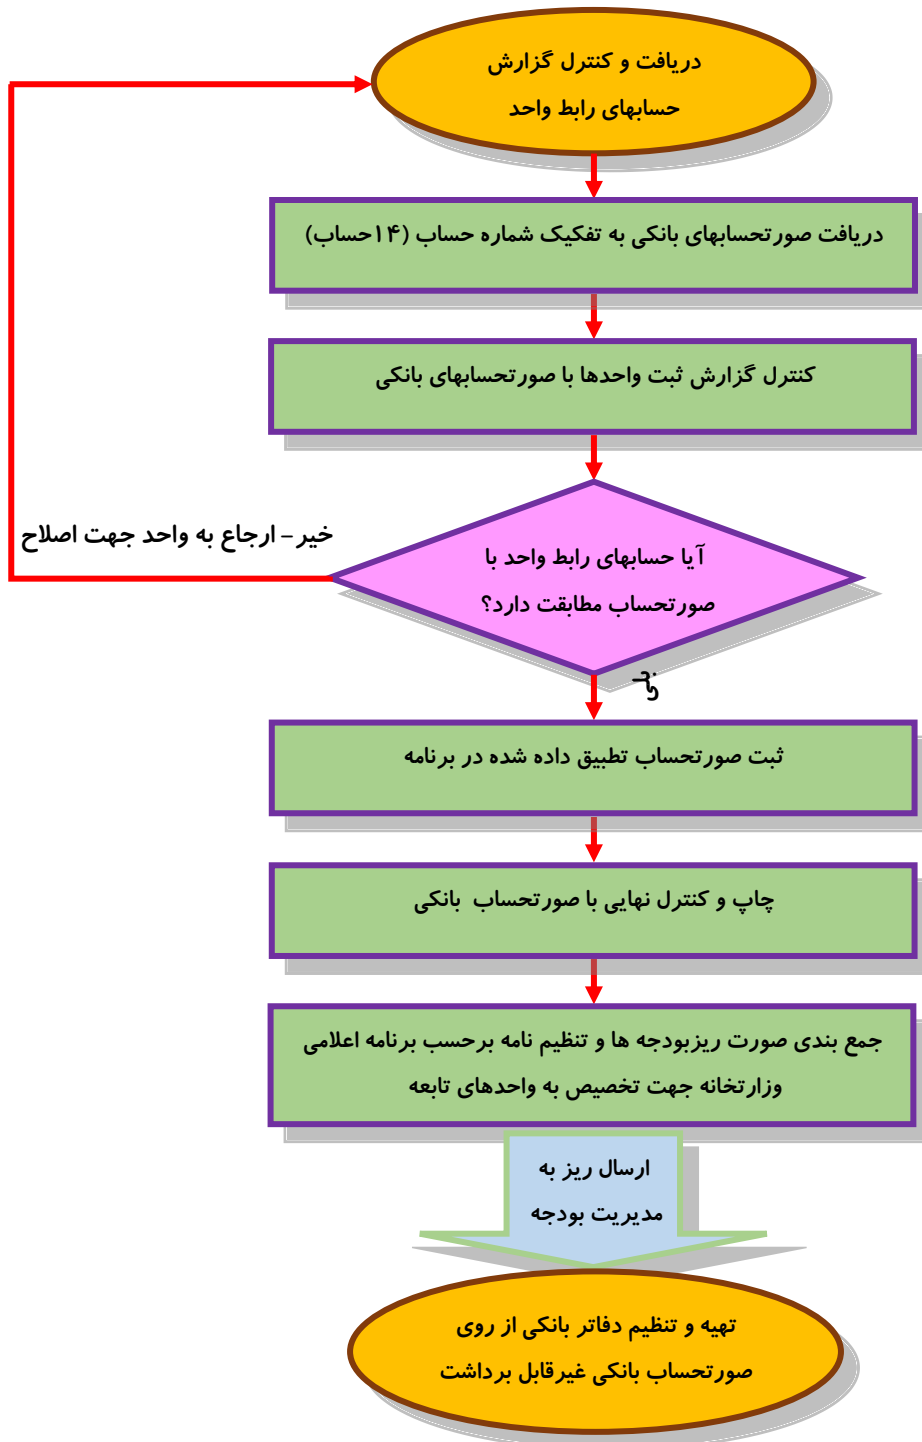 دریافت و کنترل گزارش
حسابهای رابط واحد
دریافت صورتحسابهای بانکی به تفکیک شماره حساب (۱۴حساب)
کنترل گزارش ثبت واحدها با صورتحسابهای بانکی
خیر – ارجاع به واحد جهت اصلاح
آیا حسابهای رابط واحد با
صورتحساب مطابقت دارد؟
بلی
ثبت صورتحساب تطبیق داده شده در برنامه
چاپ و کنترل نهایی با صورتحساب بانکی
جمع بندی صورت ریزبودجه ها و تنظیم نامه برحسب برنامه اعلامی
وزارتخانه جهت تخصیص به واحدهای تابعه
ارسال ریز به
مدیریت بودجه
تهیه و تنظیم دفاتر بانکی از روی
صورتحساب بانکی غیرقابل برداشت